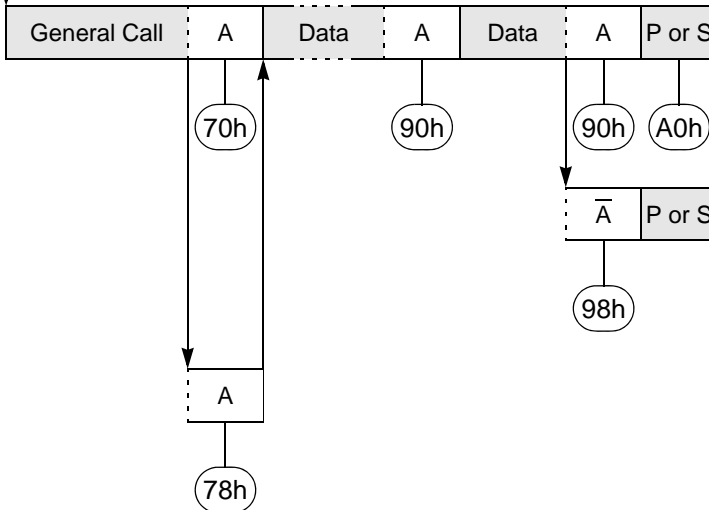 General Call A Data A Data A P or S
70h 90h 90h A0h
A̅ P or S
98h
A
78h